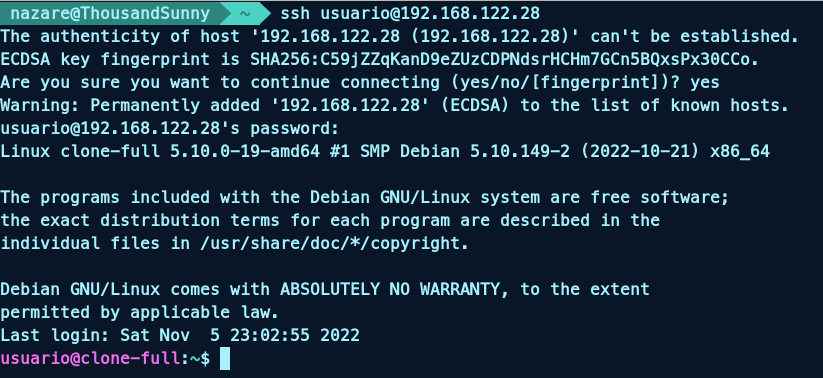 nazare@ThousandSunny ~ ssh usuario@192.168.122.28
The authenticity of host '192.168.122.28 (192.168.122.28)' can't be established.
ECDSA key fingerprint is SHA256:C59jZZqKanD9eZUzCDPNdsrHCHm7GCn5BQxsPx30CCo.
Are you sure you want to continue connecting (yes/no/[fingerprint])? yes
Warning: Permanently added '192.168.122.28' (ECDSA) to the list of known hosts.
usuario@192.168.122.28's password:
Linux clone-full 5.10.0-19-amd64 #1 SMP Debian 5.10.149-2 (2022-10-21) x86_64
The programs included with the Debian GNU/Linux system are free software;
the exact distribution terms for each program are described in the
individual files in /usr/share/doc/*/copyright.
Debian GNU/Linux comes with ABSOLUTELY NO WARRANTY, to the extent
permitted by applicable law.
Last login: Sat Nov  5 23:02:55 2022
usuario@clone-full:~$